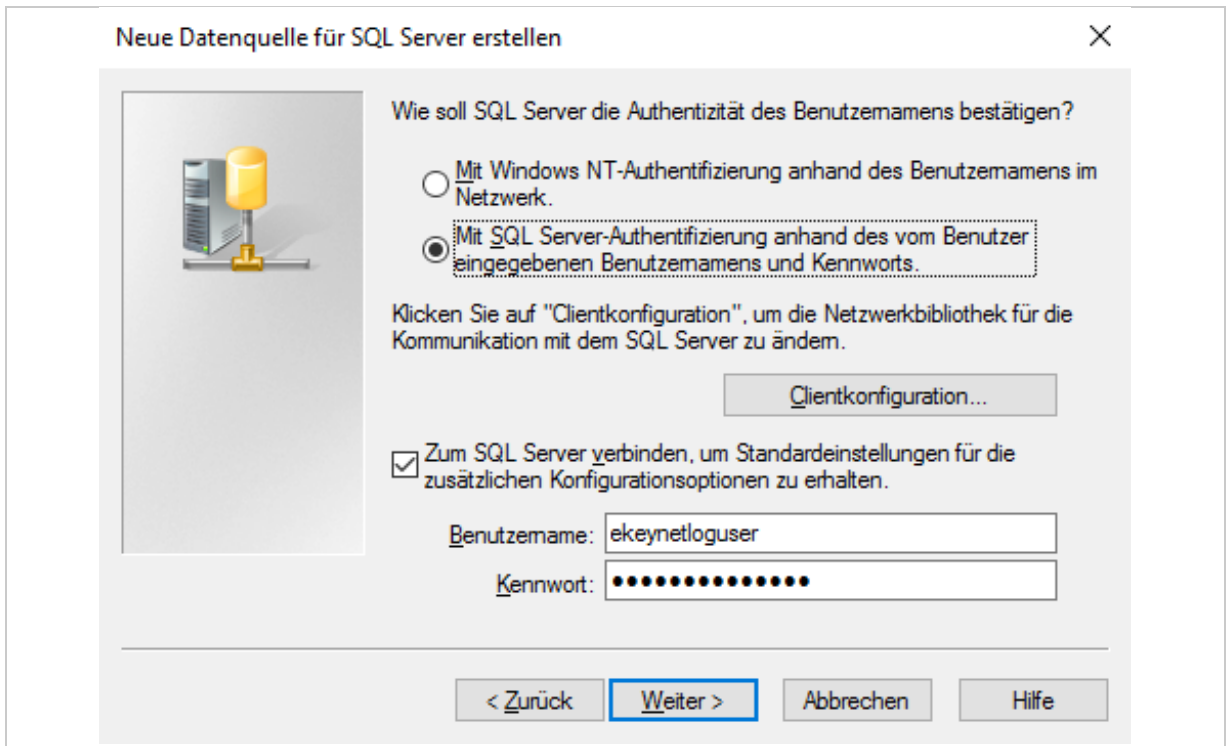 Neue Datenquelle für SQL Server erstellen
Wie soll SQL Server die Authentizität des Benutzernamens bestätigen?
Mit Windows NT-Authentifizierung anhand des Benutzernamens im
Netzwerk.
Mit SQL Server-Authentifizierung anhand des vom Benutzer
eingegebenen Benutzernamens und Kennworts.
Klicken Sie auf "Clientkonfiguration", um die Netzwerkbibliothek für die
Kommunikation mit dem SQL Server zu ändern.
Clientkonfiguration...
Zum SQL Server verbinden, um Standardeinstellungen für die
zusätzlichen Konfigurationsoptionen zu erhalten.
Benutzername: ekeynetloguser
Kennwort: ●●●●●●●●●●●●●●
< Zurück Weiter > Abbrechen Hilfe